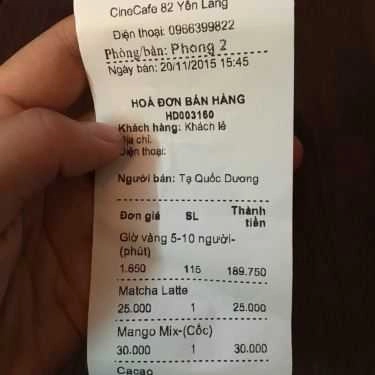 CineCafe 82 Yên Lãng
Điện thoại: 0966399822
Phòng/bàn: Phong 2
Ngày bán: 20/11/2015 15:45
HOÁ ĐƠN BÁN HÀNG
HD003160
Khách hàng: Khách lẻ
Địa chỉ:
Điện thoại:
Người bán: Tạ Quốc Dương
Đơn giá SL Thành tiền
Giờ vàng 5-10 người-
(phút)
1.650 115 189.750
Matcha Latte
25.000 1 25.000
Mango Mix-(Cốc)
30.000 1 30.000
Cacao